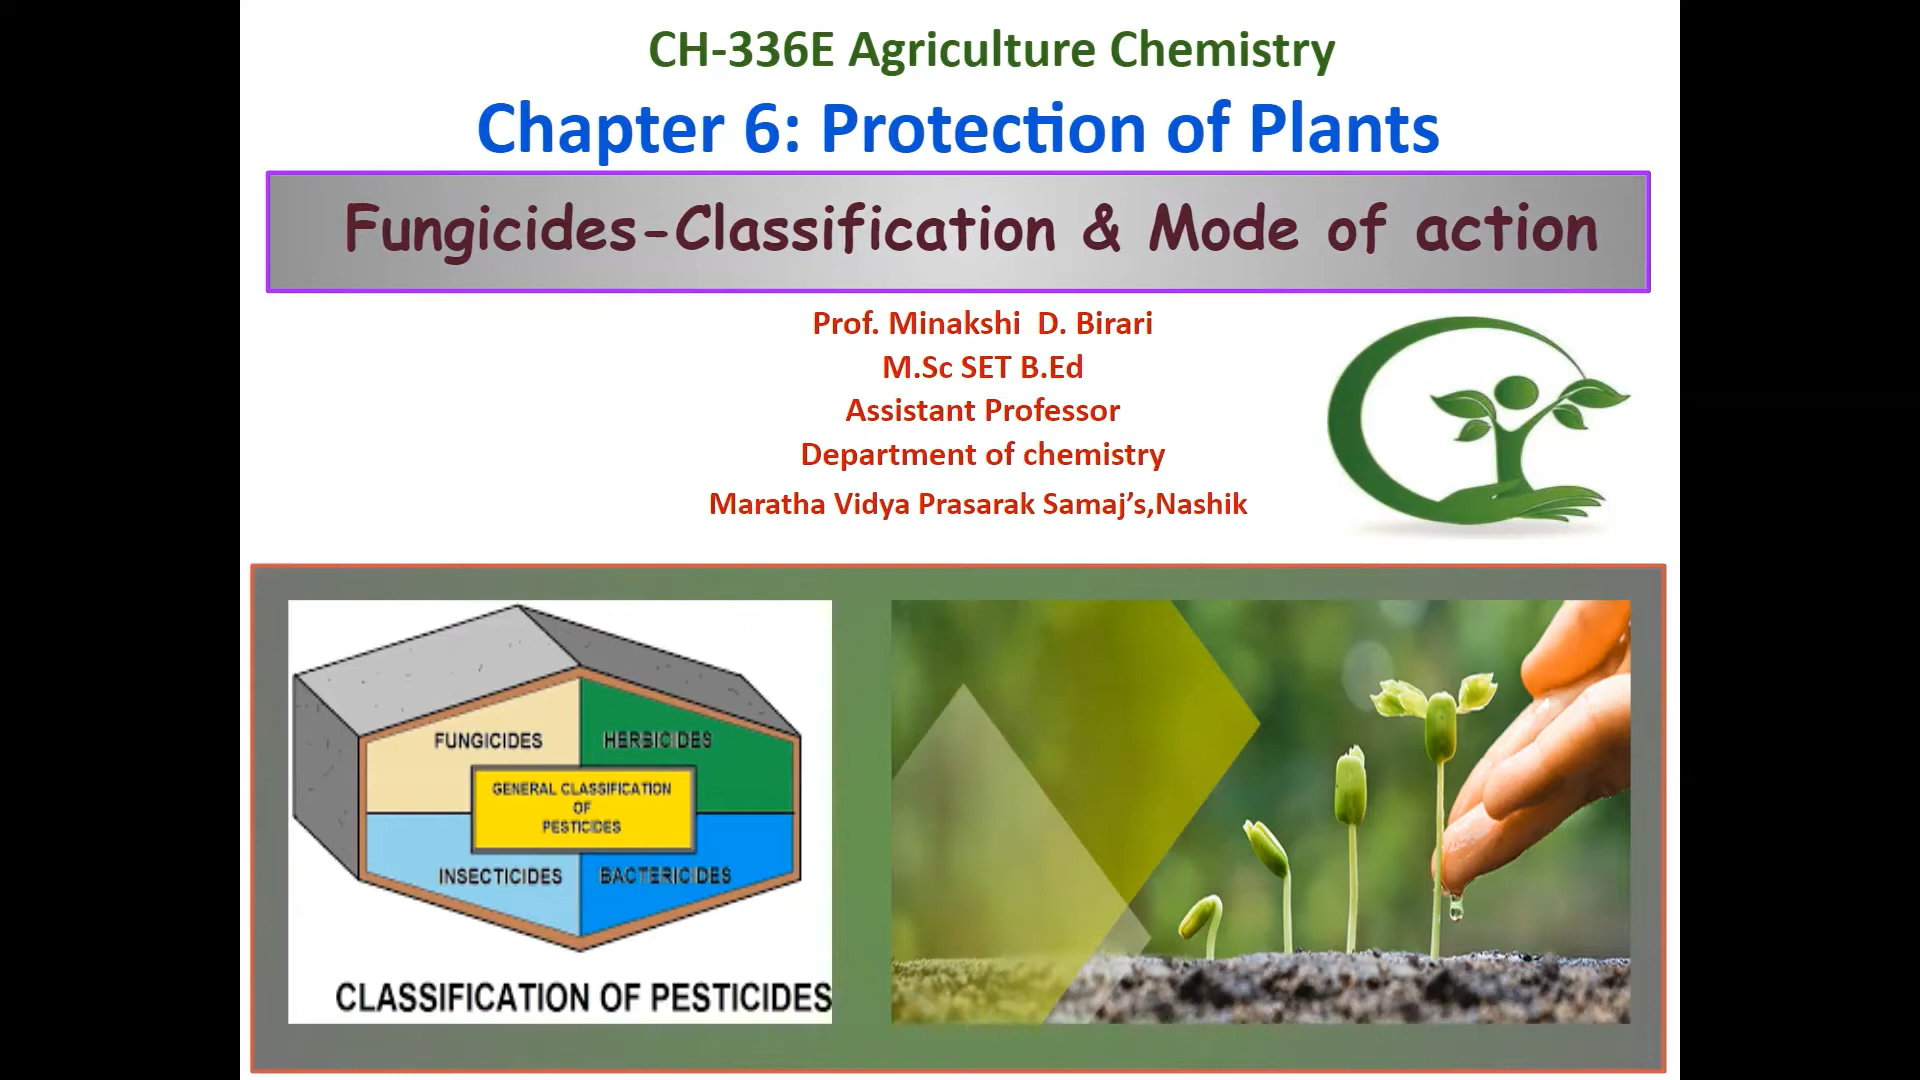 CH-336E Agriculture Chemistry
Chapter 6: Protection of Plants
Fungicides-Classification & Mode of action
Prof. Minakshi D. Birari
M.Sc SET B.Ed
Assistant Professor
Department of chemistry
Maratha Vidya Prasarak Samaj’s,Nashik
FUNGICIDES
HERBICIDES
GENERAL CLASSIFICATION
OF
PESTICIDES
INSECTICIDES
BACTERICIDES
CLASSIFICATION OF PESTICIDES